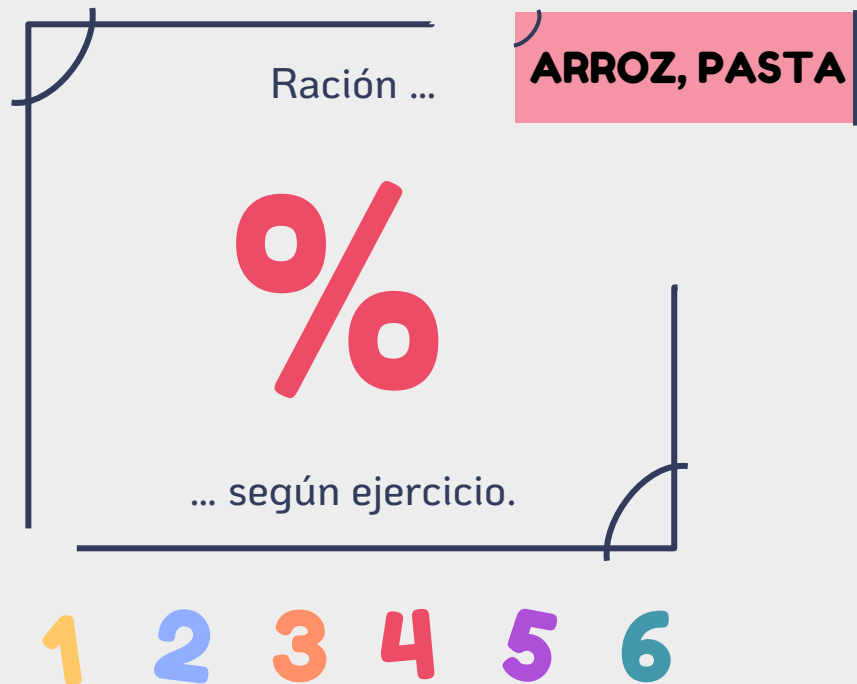 Ración ...
ARROZ, PASTA
%
... según ejercicio.
1 2 3 4 5 6